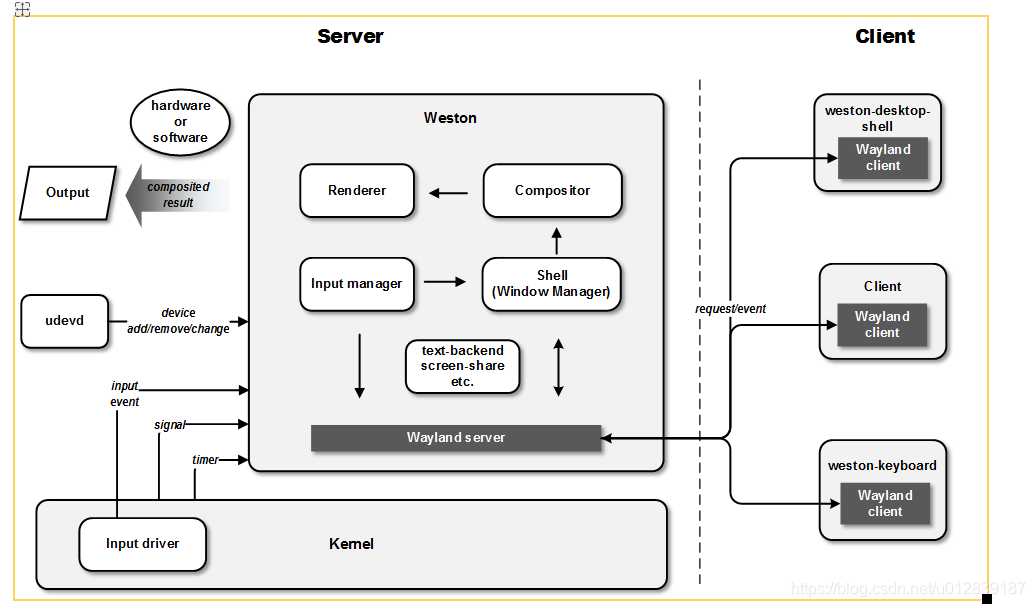 Server
Client
hardware
or
software
Weston
weston-desktop-
shell
Wayland
client
Output
composited
result
Renderer
Compositor
Input manager
Shell
(Window Manager)
Client
Wayland
client
request/event
udevd
device
add/remove/change
text-backend
screen-share
etc.
input
event
signal
timer
Wayland server
weston-keyboard
Wayland
client
Input driver
Kernel
https://blog.csdn.net/u012839187